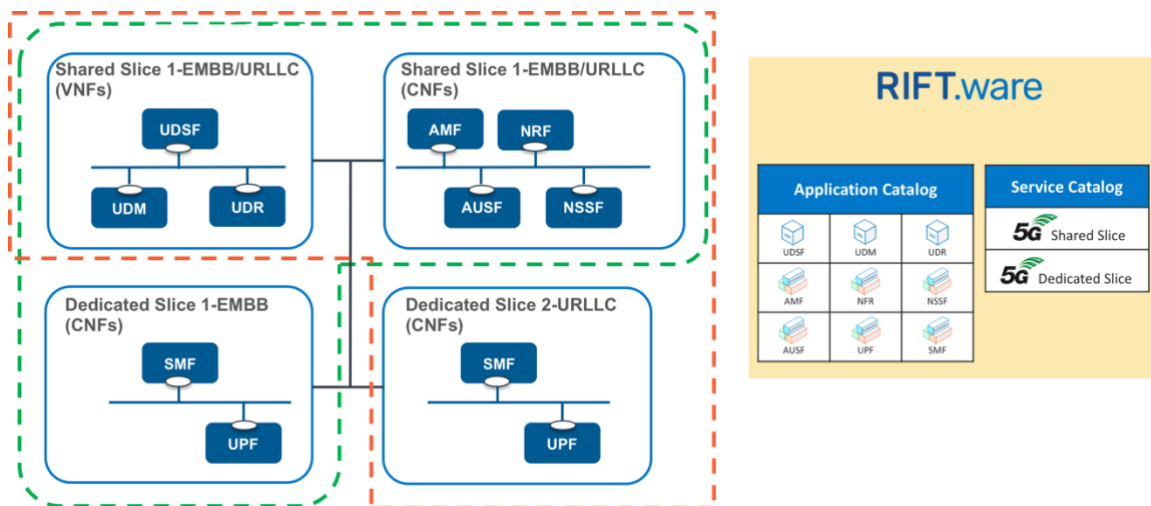 Shared Slice 1-EMBB/URLLC
(VNFs)
UDSF
UDM
UDR
Shared Slice 1-EMBB/URLLC
(CNFs)
AMF
NRF
AUSF
NSSF
Dedicated Slice 1-EMBB
(CNFs)
SMF
UPF
Dedicated Slice 2-URLLC
(CNFs)
SMF
UPF
RIFT.ware
Application Catalog
UDSF
UDM
UDR
AMF
NFR
NSSF
AUSF
UPF
SMF
Service Catalog
5G Shared Slice
5G Dedicated Slice